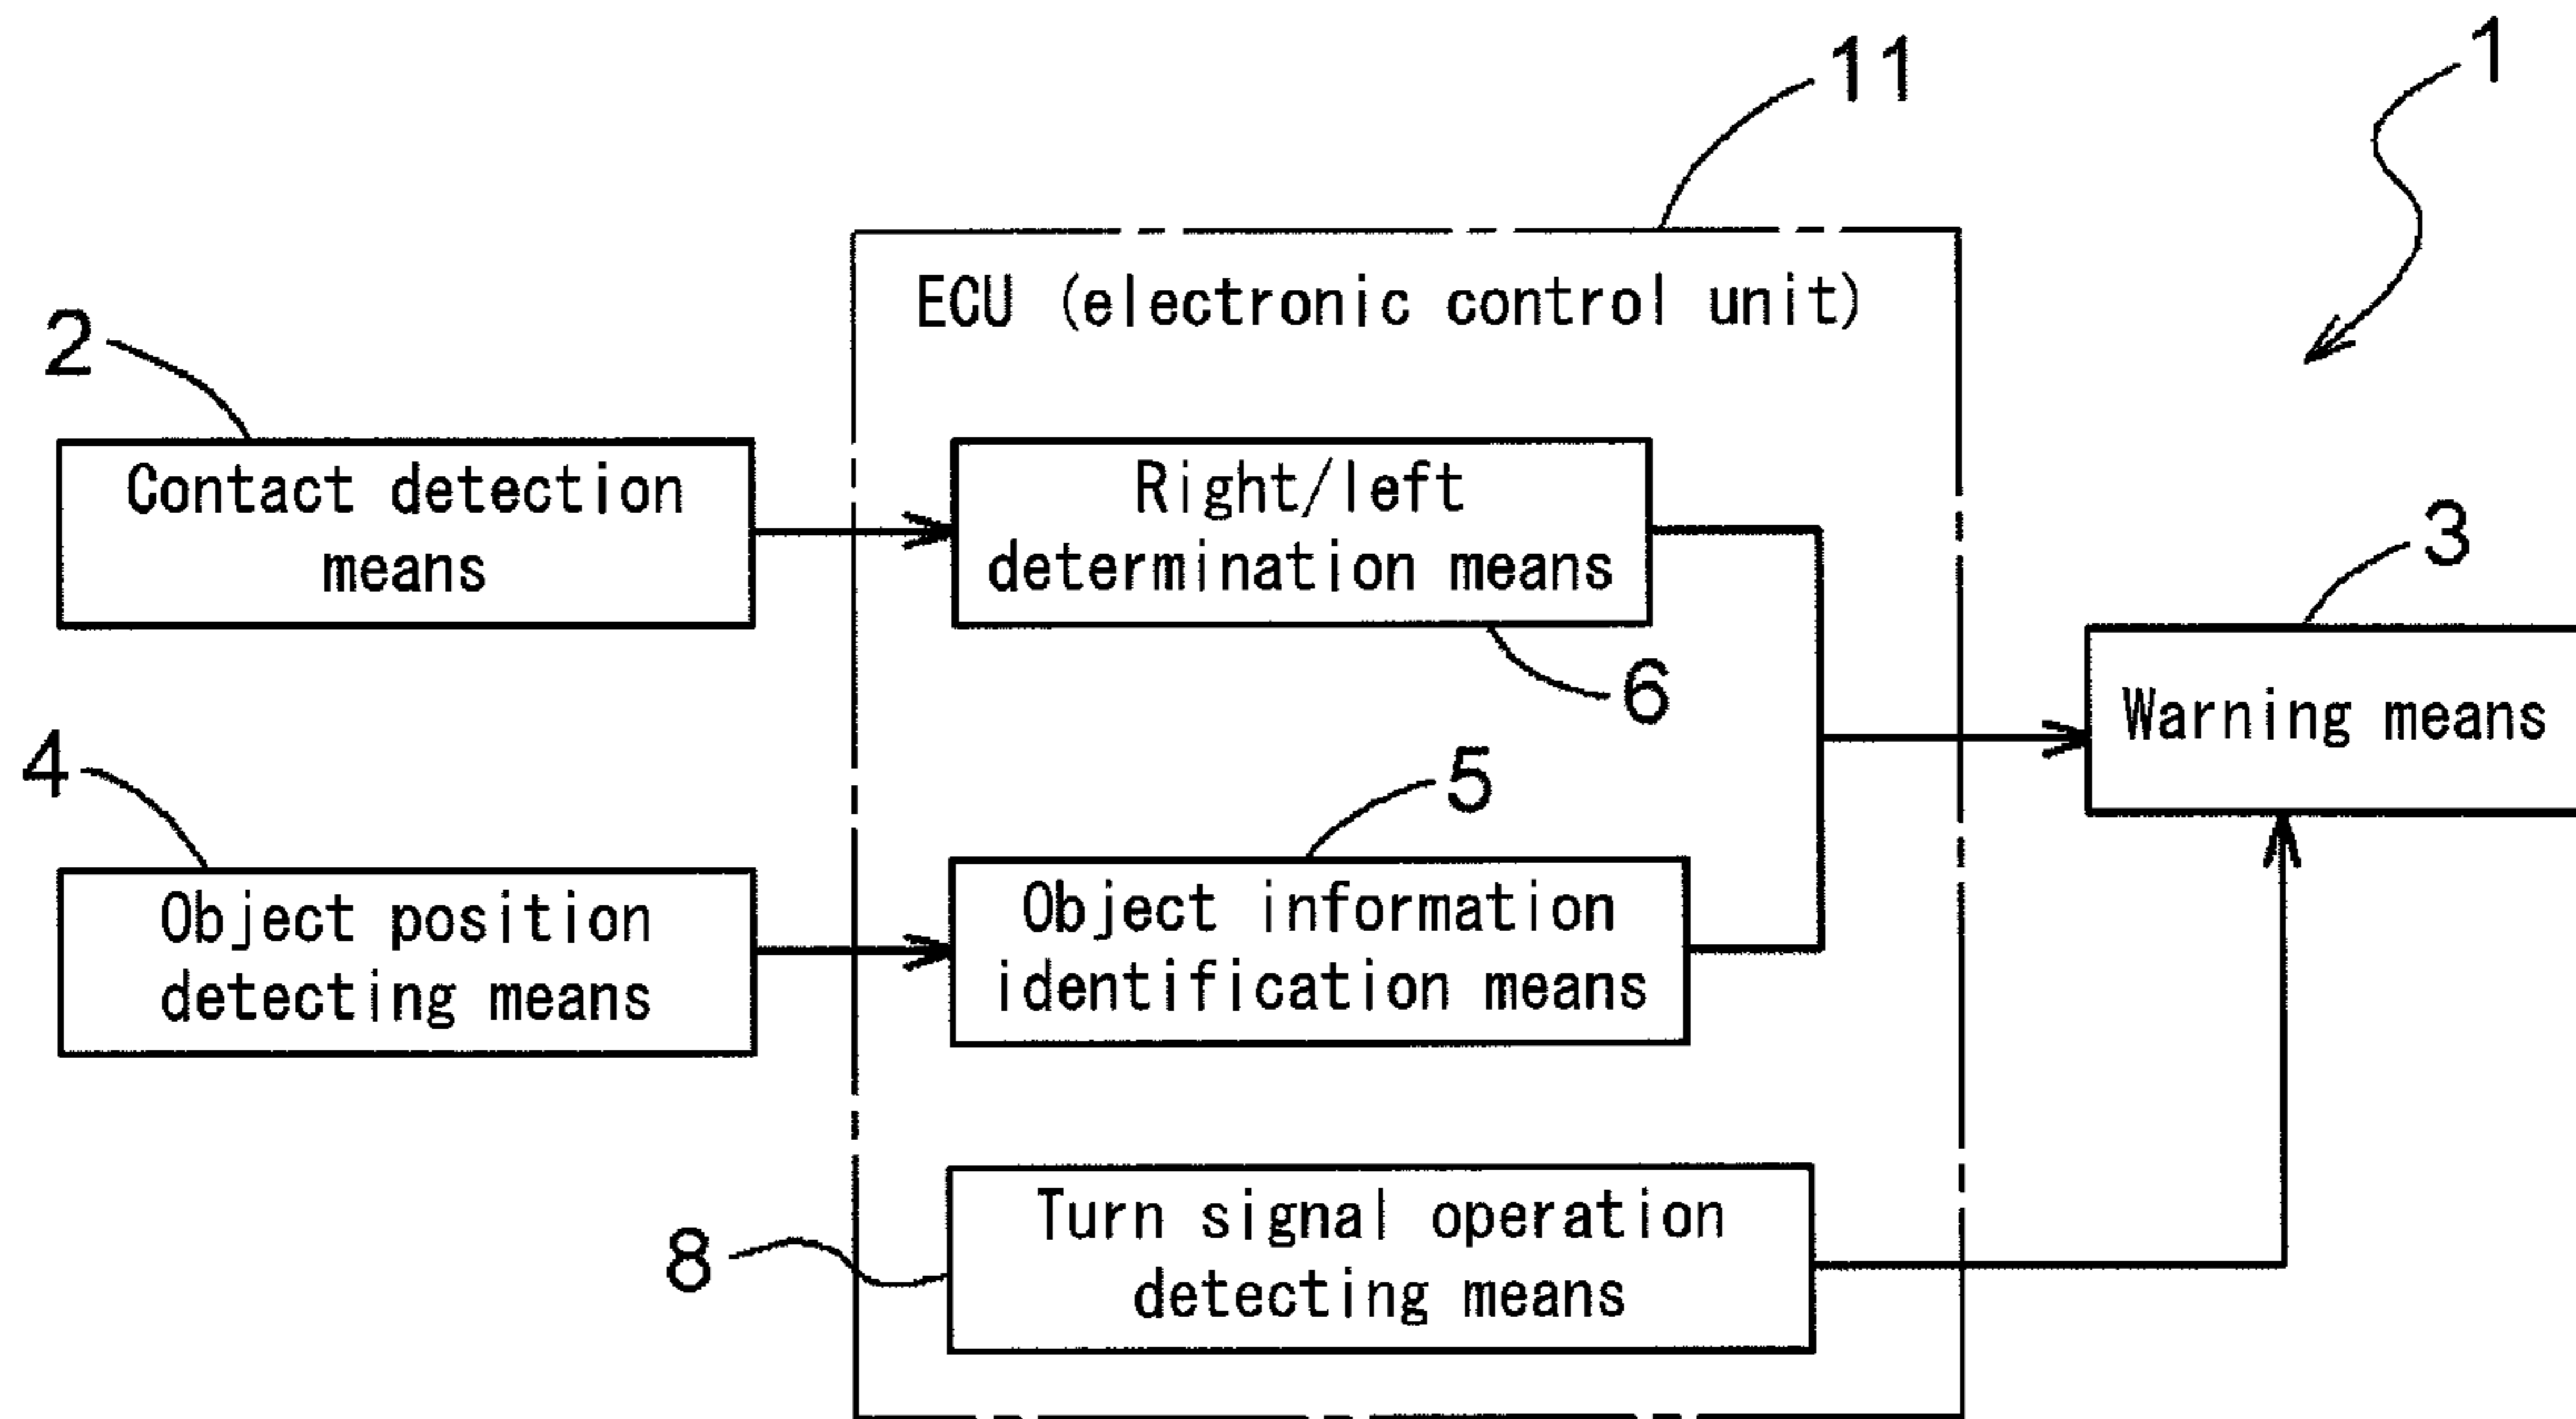 1
11
ECU (electronic control unit)
2
Contact detection
means
Right/left
determination means
6
3
Warning means
4
Object position
detecting means
5
Object information
identification means
8
Turn signal operation
detecting means